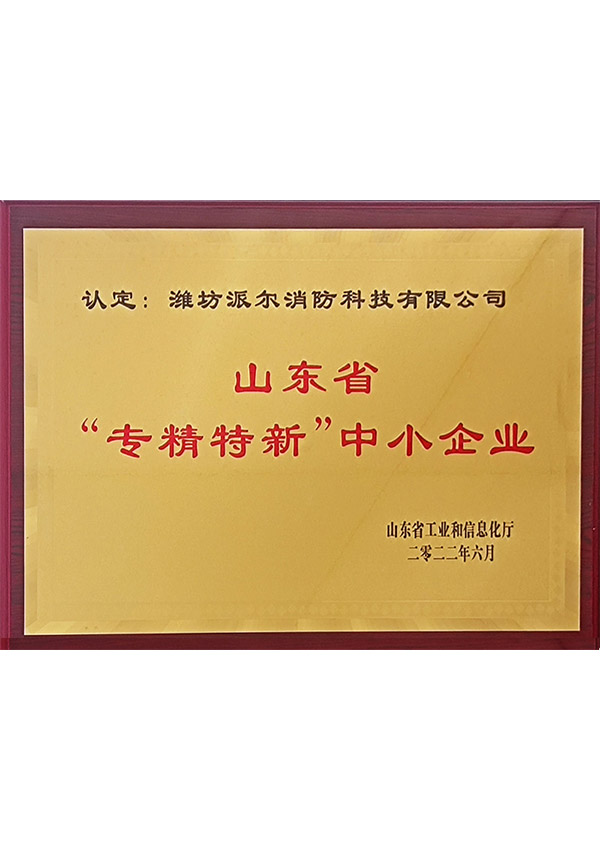 认定：潍坊派尔消防科技有限公司
山东省
“专精特新”中小企业
山东省工业和信息化厅
二零二二年六月